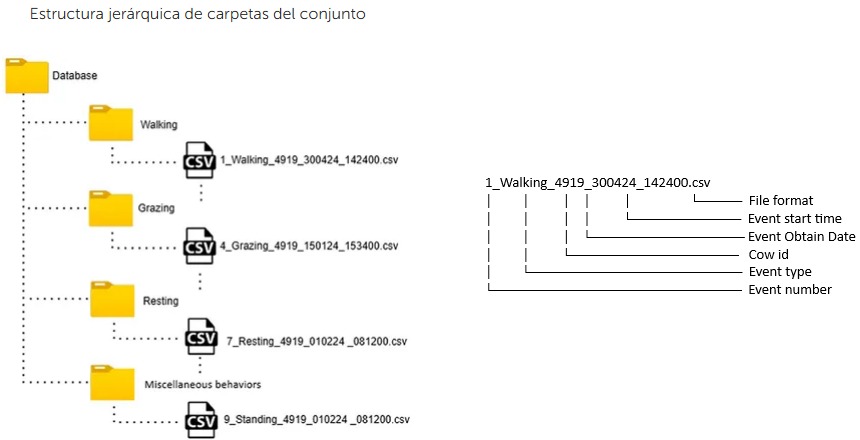 Estructura jerárquica de carpetas del conjunto
Database
Walking
CSV
1_Walking_4919_300424_142400.csv
Grazing
CSV
4_Grazing_4919_150124_153400.csv
Resting
CSV
7_Resting_4919_010224 _081200.csv
Miscellaneous behaviors
CSV
9_Standing_4919_010224 _081200.csv
1_Walking_4919_300424_142400.csv
File format
Event start time
Event Obtain Date
Cow id
Event type
Event number